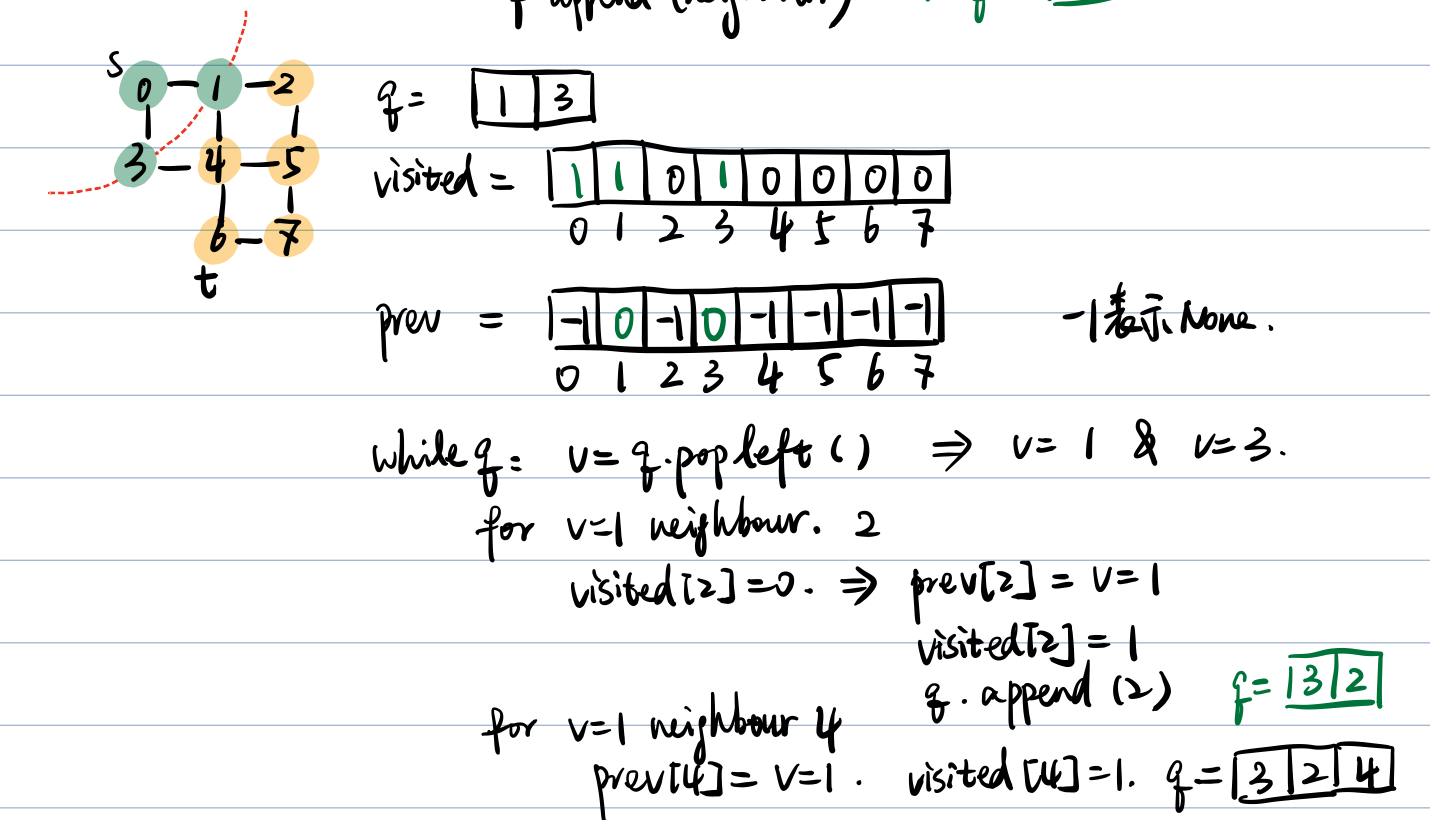 q.append(neighbour) q
S
0 1 2
3 4 5
6 7
t
q = 1 3
visited = 1 1 0 1 0 0 0 0
0 1 2 3 4 5 6 7
prev = -1 0 -1 0 -1 -1 -1 -1 -1表示None.
0 1 2 3 4 5 6 7
while q: v = q.popleft() ⇒ v = 1 & v = 3.
for v=1 neighbour. 2
visited[2]=0. ⇒ prev[2] = v = 1
visited[2] = 1
q.append(2) q= 3 2
for v=1 neighbour 4
prev[4] = v=1. visited[4]=1. q= 3 2 4